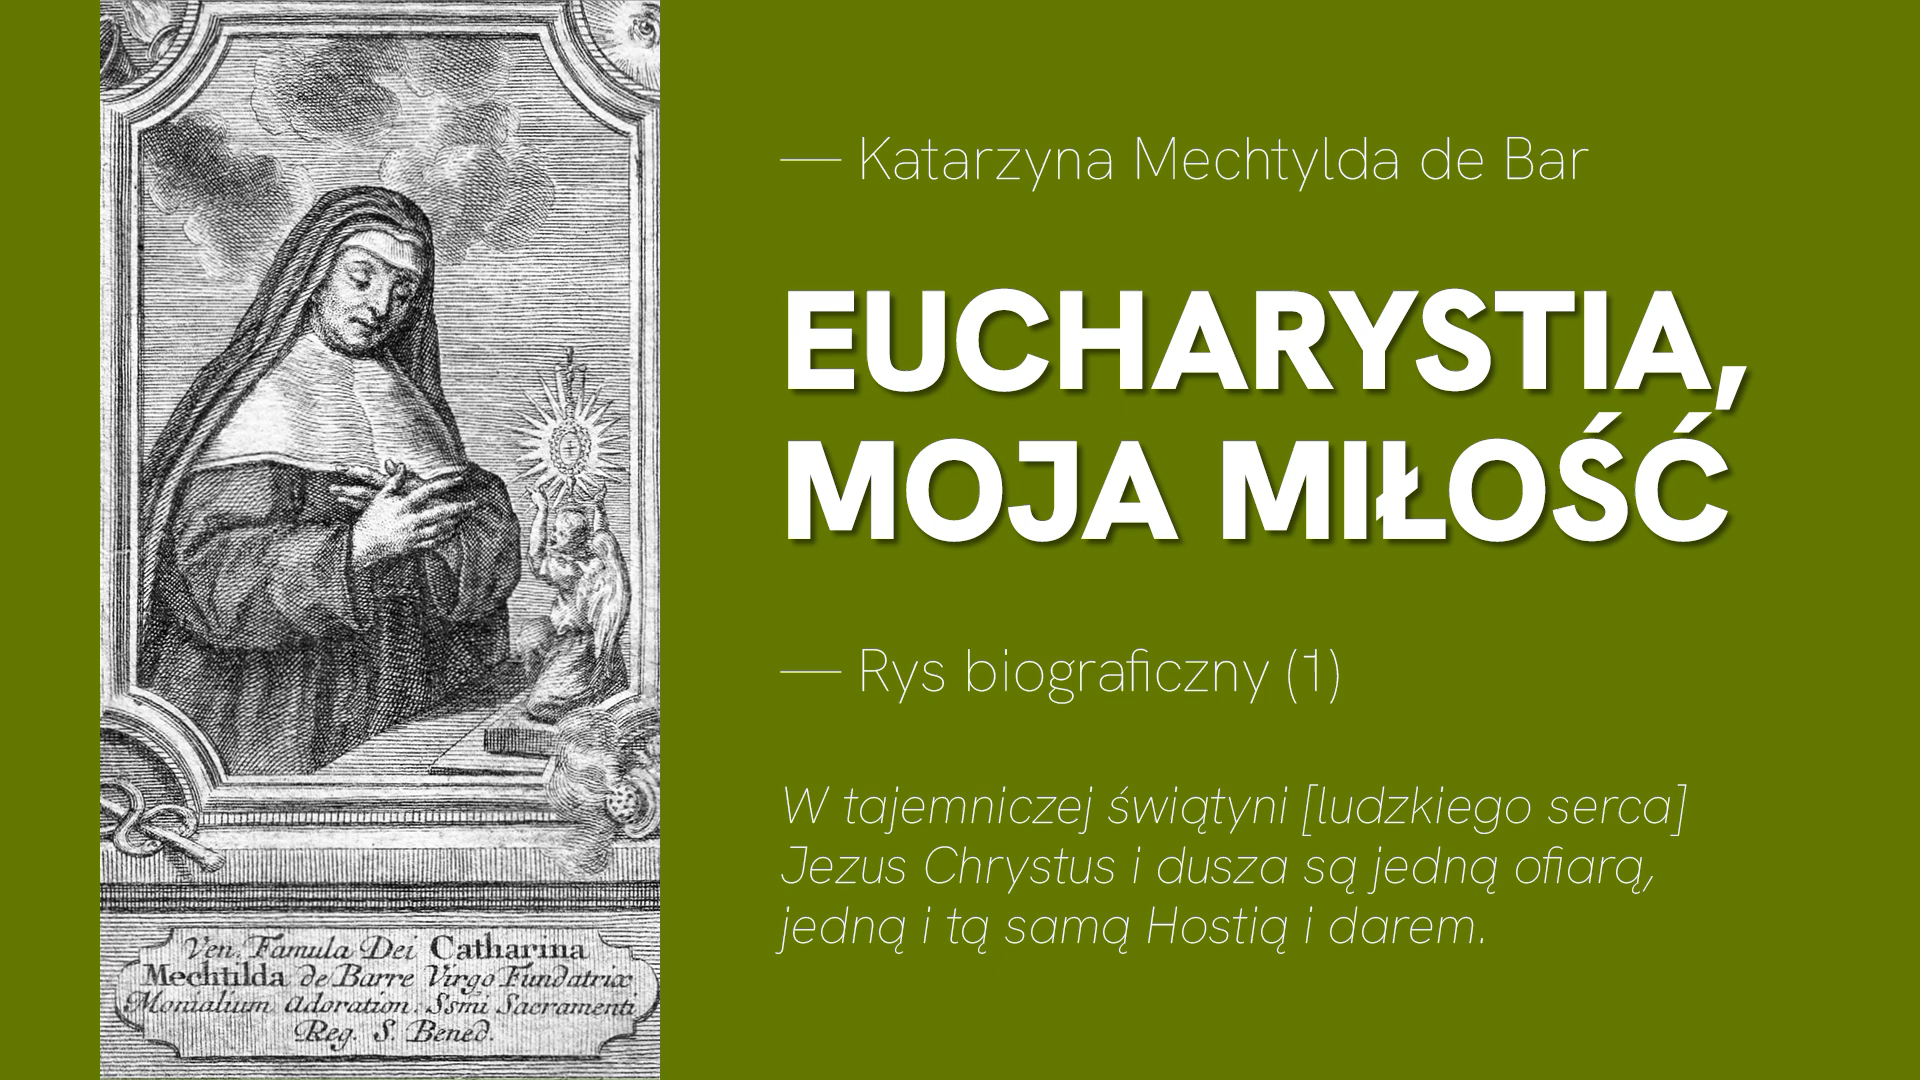 — Katarzyna Mechtylda de Bar
EUCHARYSTIA,
MOJA MIŁOŚĆ
— Rys biograficzny (1)
W tajemniczej świątyni [ludzkiego serca]
Jezus Chrystus i dusza są jedną ofiarą,
jedną i tą samą Hostią i darem.
Ven. Famula Dei Catharina
Mechtilda de Barre Virgo Fundatrix
Monialium Adoration. Ssmi Sacramenti
Reg. S. Bened.